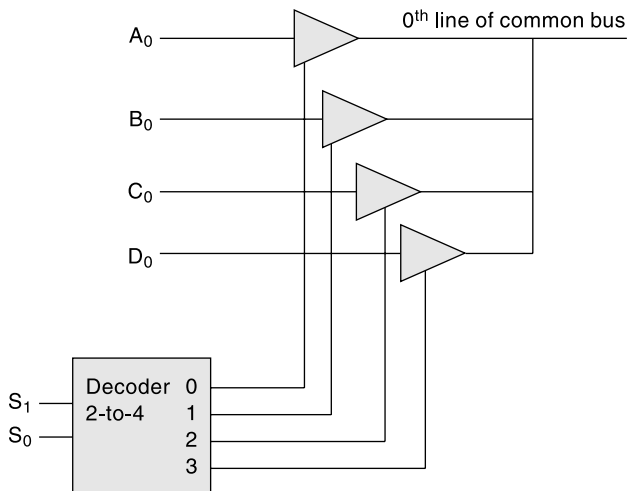 0th line of common bus
A0
B0
C0
D0
Decoder 0
2-to-4 1
2
3
S1
S0